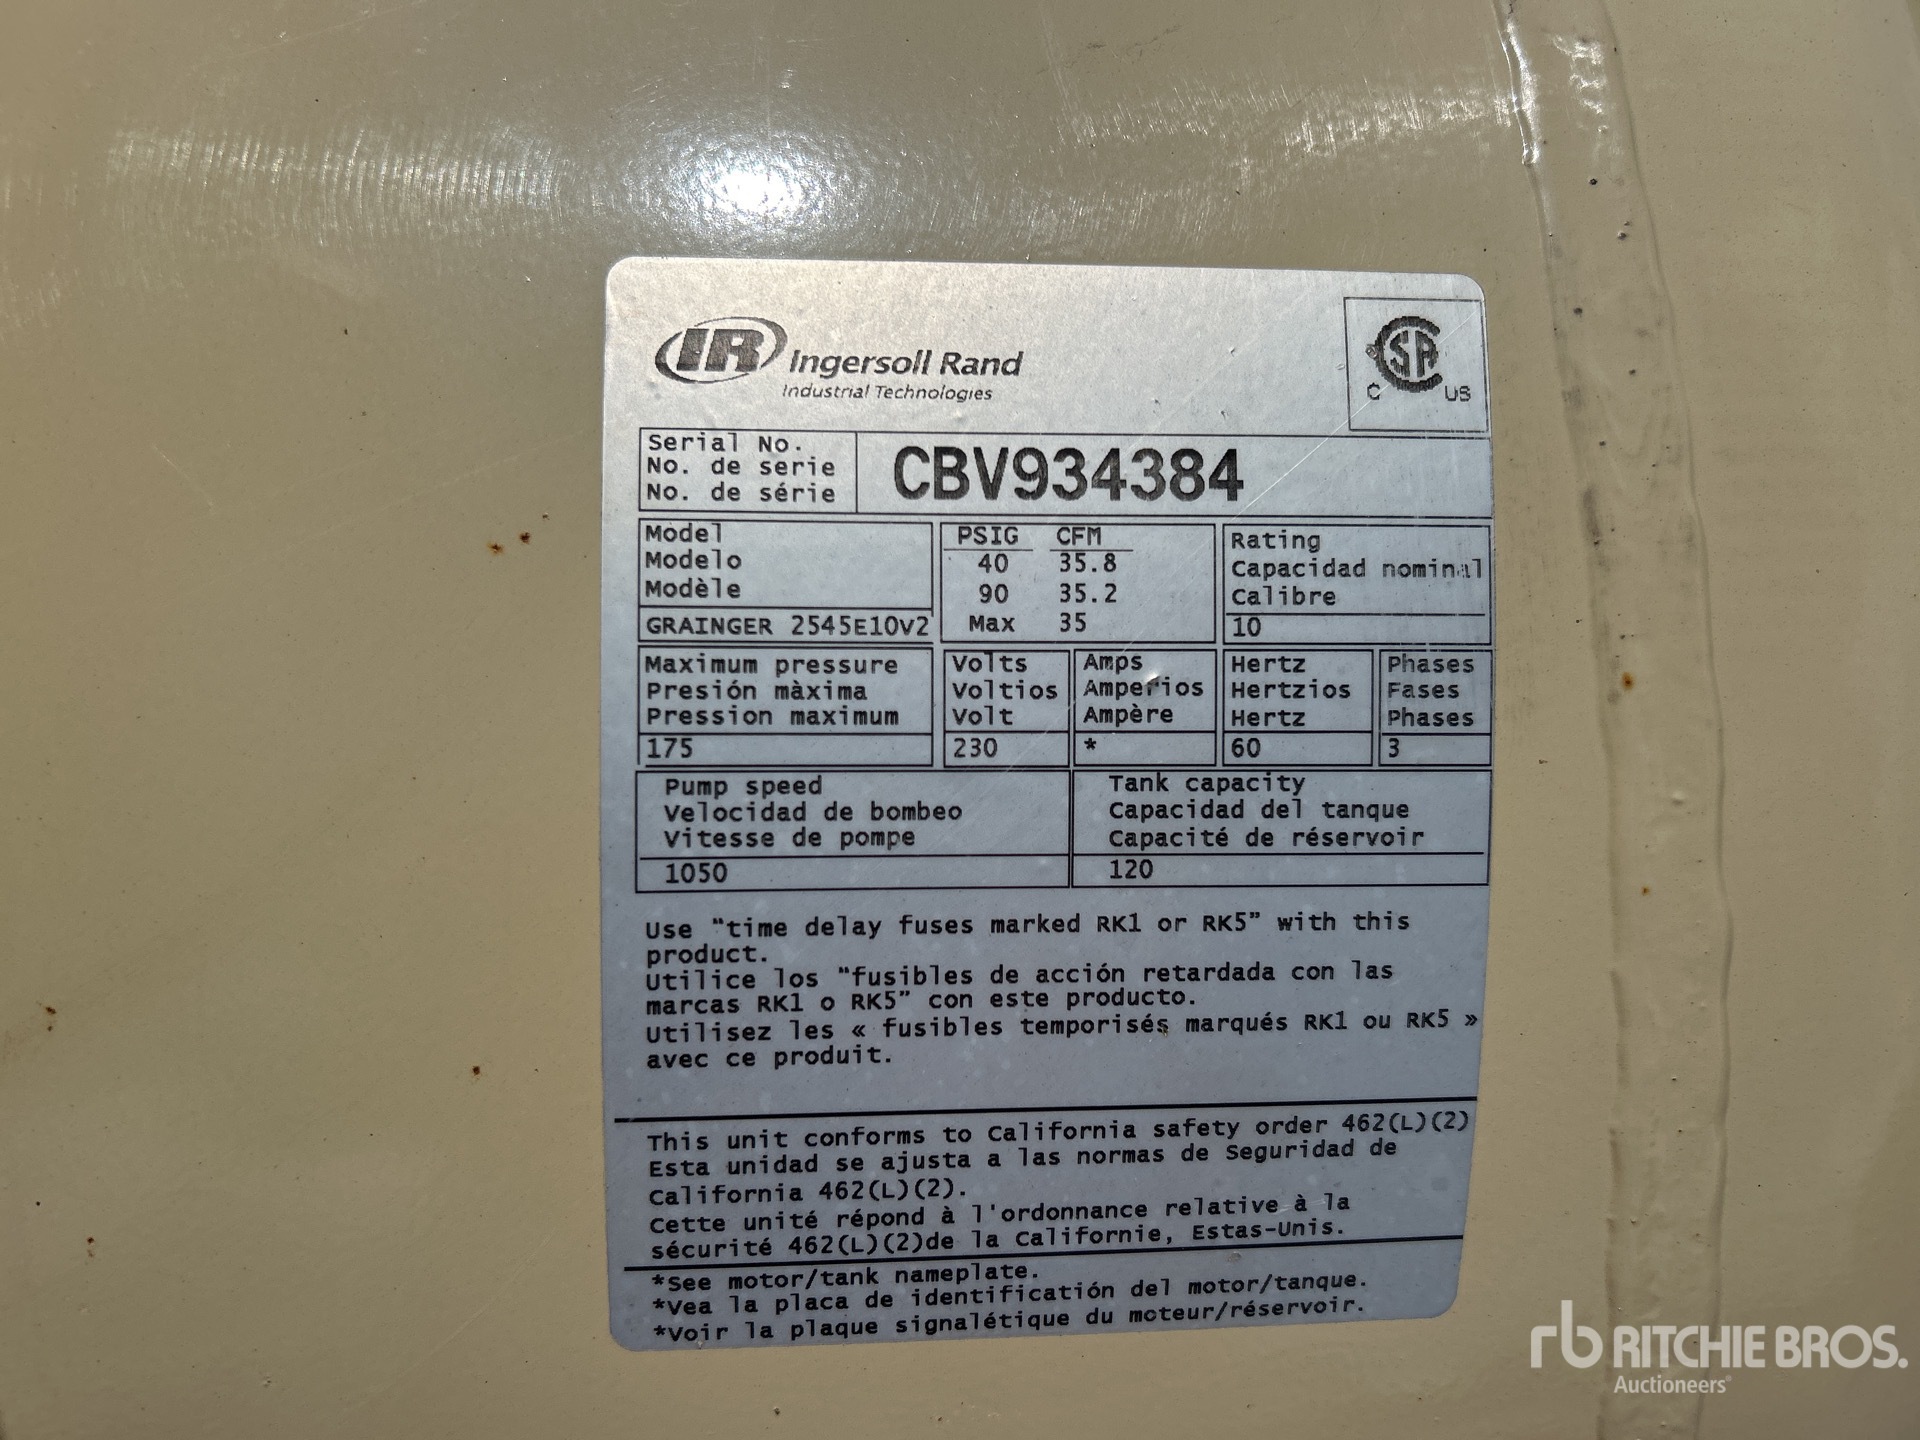 IR Ingersoll Rand
Industrial Technologies
CSA
C US
Serial No.
No. de serie
No. de série
CBV934384
Model
Modelo
Modèle
GRAINGER 2545E10V2
PSIG CFM
40 35.8
90 35.2
Max 35
Rating
Capacidad nominal
Calibre
10
Maximum pressure
Presión màxima
Pression maximum
175
Volts
Voltios
Volt
230
Amps
Amperios
Ampère
*
Hertz
Hertzios
Hertz
60
Phases
Fases
Phases
3
Pump speed
Velocidad de bombeo
Vitesse de pompe
1050
Tank capacity
Capacidad del tanque
Capacité de réservoir
120
Use "time delay fuses marked RK1 or RK5" with this
product.
Utilice los "fusibles de acción retardada con las
marcas RK1 o RK5" con este producto.
Utilisez les « fusibles temporisés marqués RK1 ou RK5 »
avec ce produit.
This unit conforms to California safety order 462(L)(2)
Esta unidad se ajusta a las normas de Seguridad de
California 462(L)(2).
Cette unité répond à l'ordonnance relative à la
sécurité 462(L)(2)de la Californie, Estas-Unis.
*See motor/tank nameplate.
*Vea la placa de identificatión del motor/tanque.
*Voir la plaque signalétique du moteur/réservoir.
rb RITCHIE BROS.
Auctioneers